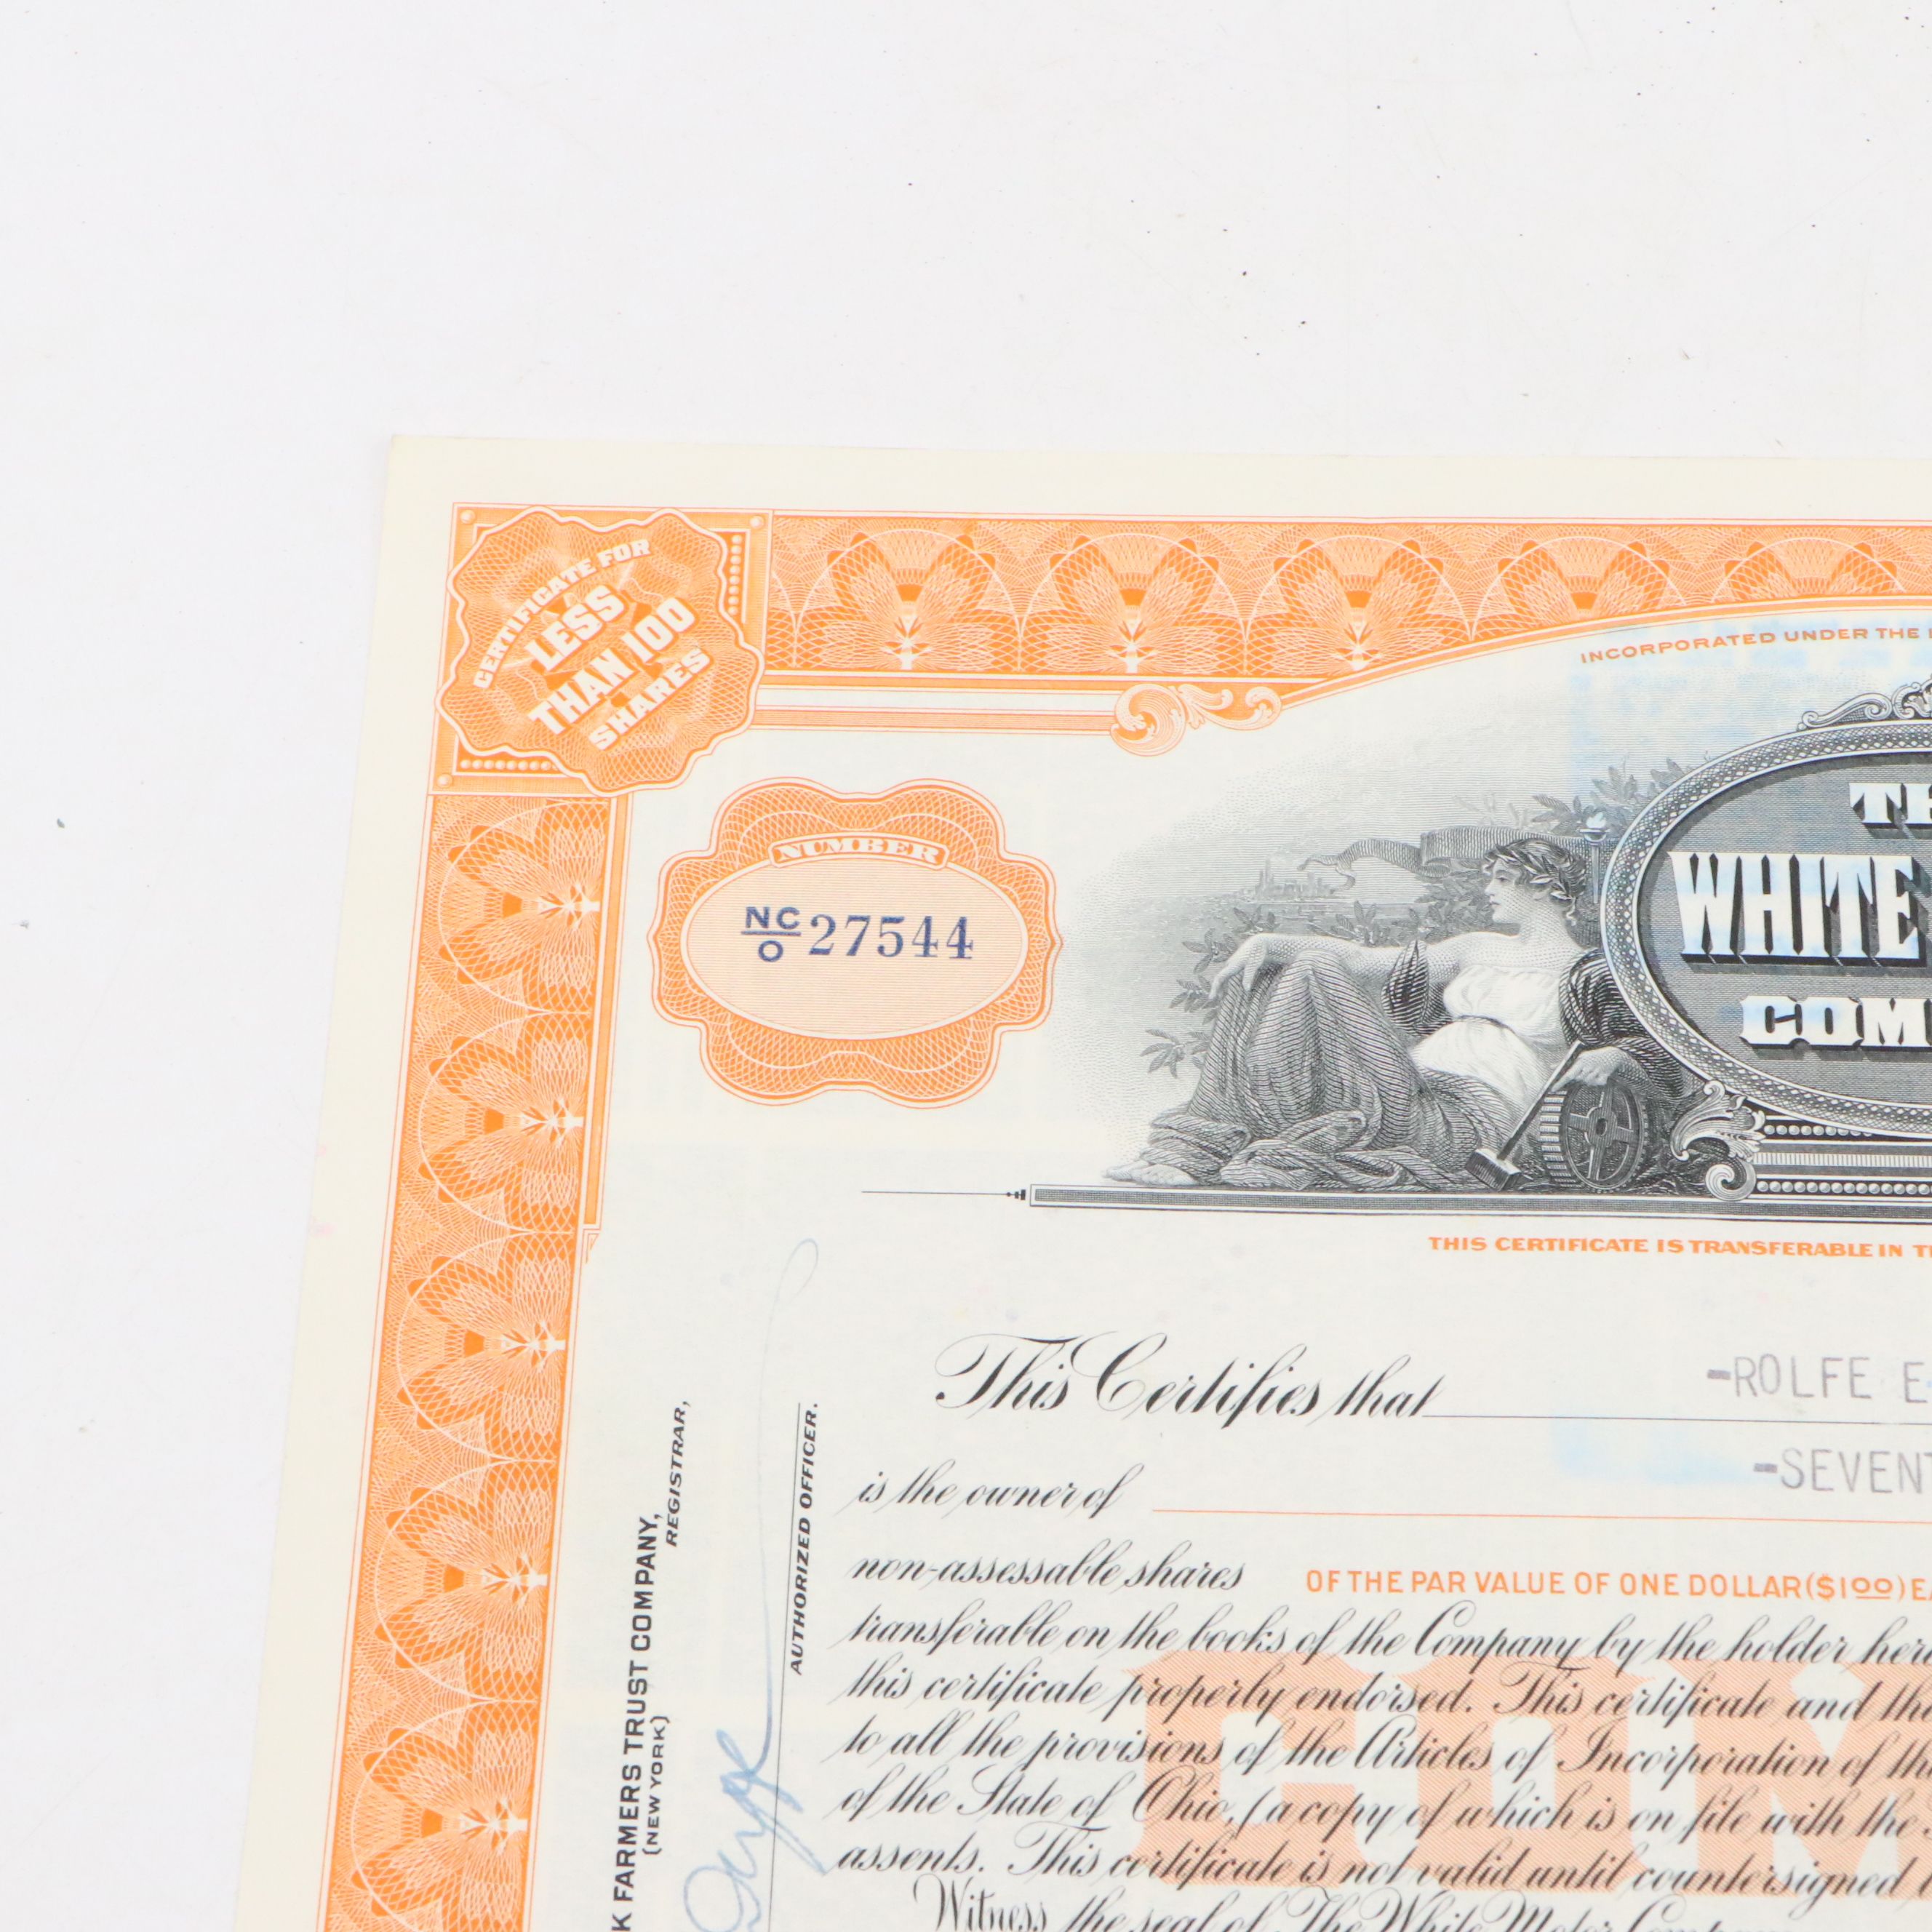 CERTIFICATE FOR
LESS
THAN 100
SHARES
INCORPORATED UNDER THE
NUMBER
NC/O 27544
WHITE
COM
THIS CERTIFICATE IS TRANSFERABLE IN
This Certifies that -ROLFE E
is the owner of -SEVENT
non-assessable shares OF THE PAR VALUE OF ONE DOLLAR ($1 00) EA
transferable on the books of the Company by the holder here
this certificate properly endorsed. This certificate and the
to all the provisions of the Articles of Incorporation of the
of the State of Ohio, (a copy of which is on file with the
assents. This certificate is not valid until countersigned
Witness the seal of The White Motor Company
K FARMERS TRUST COMPANY,
(NEW YORK)
REGISTRAR,
AUTHORIZED OFFICER.
COM